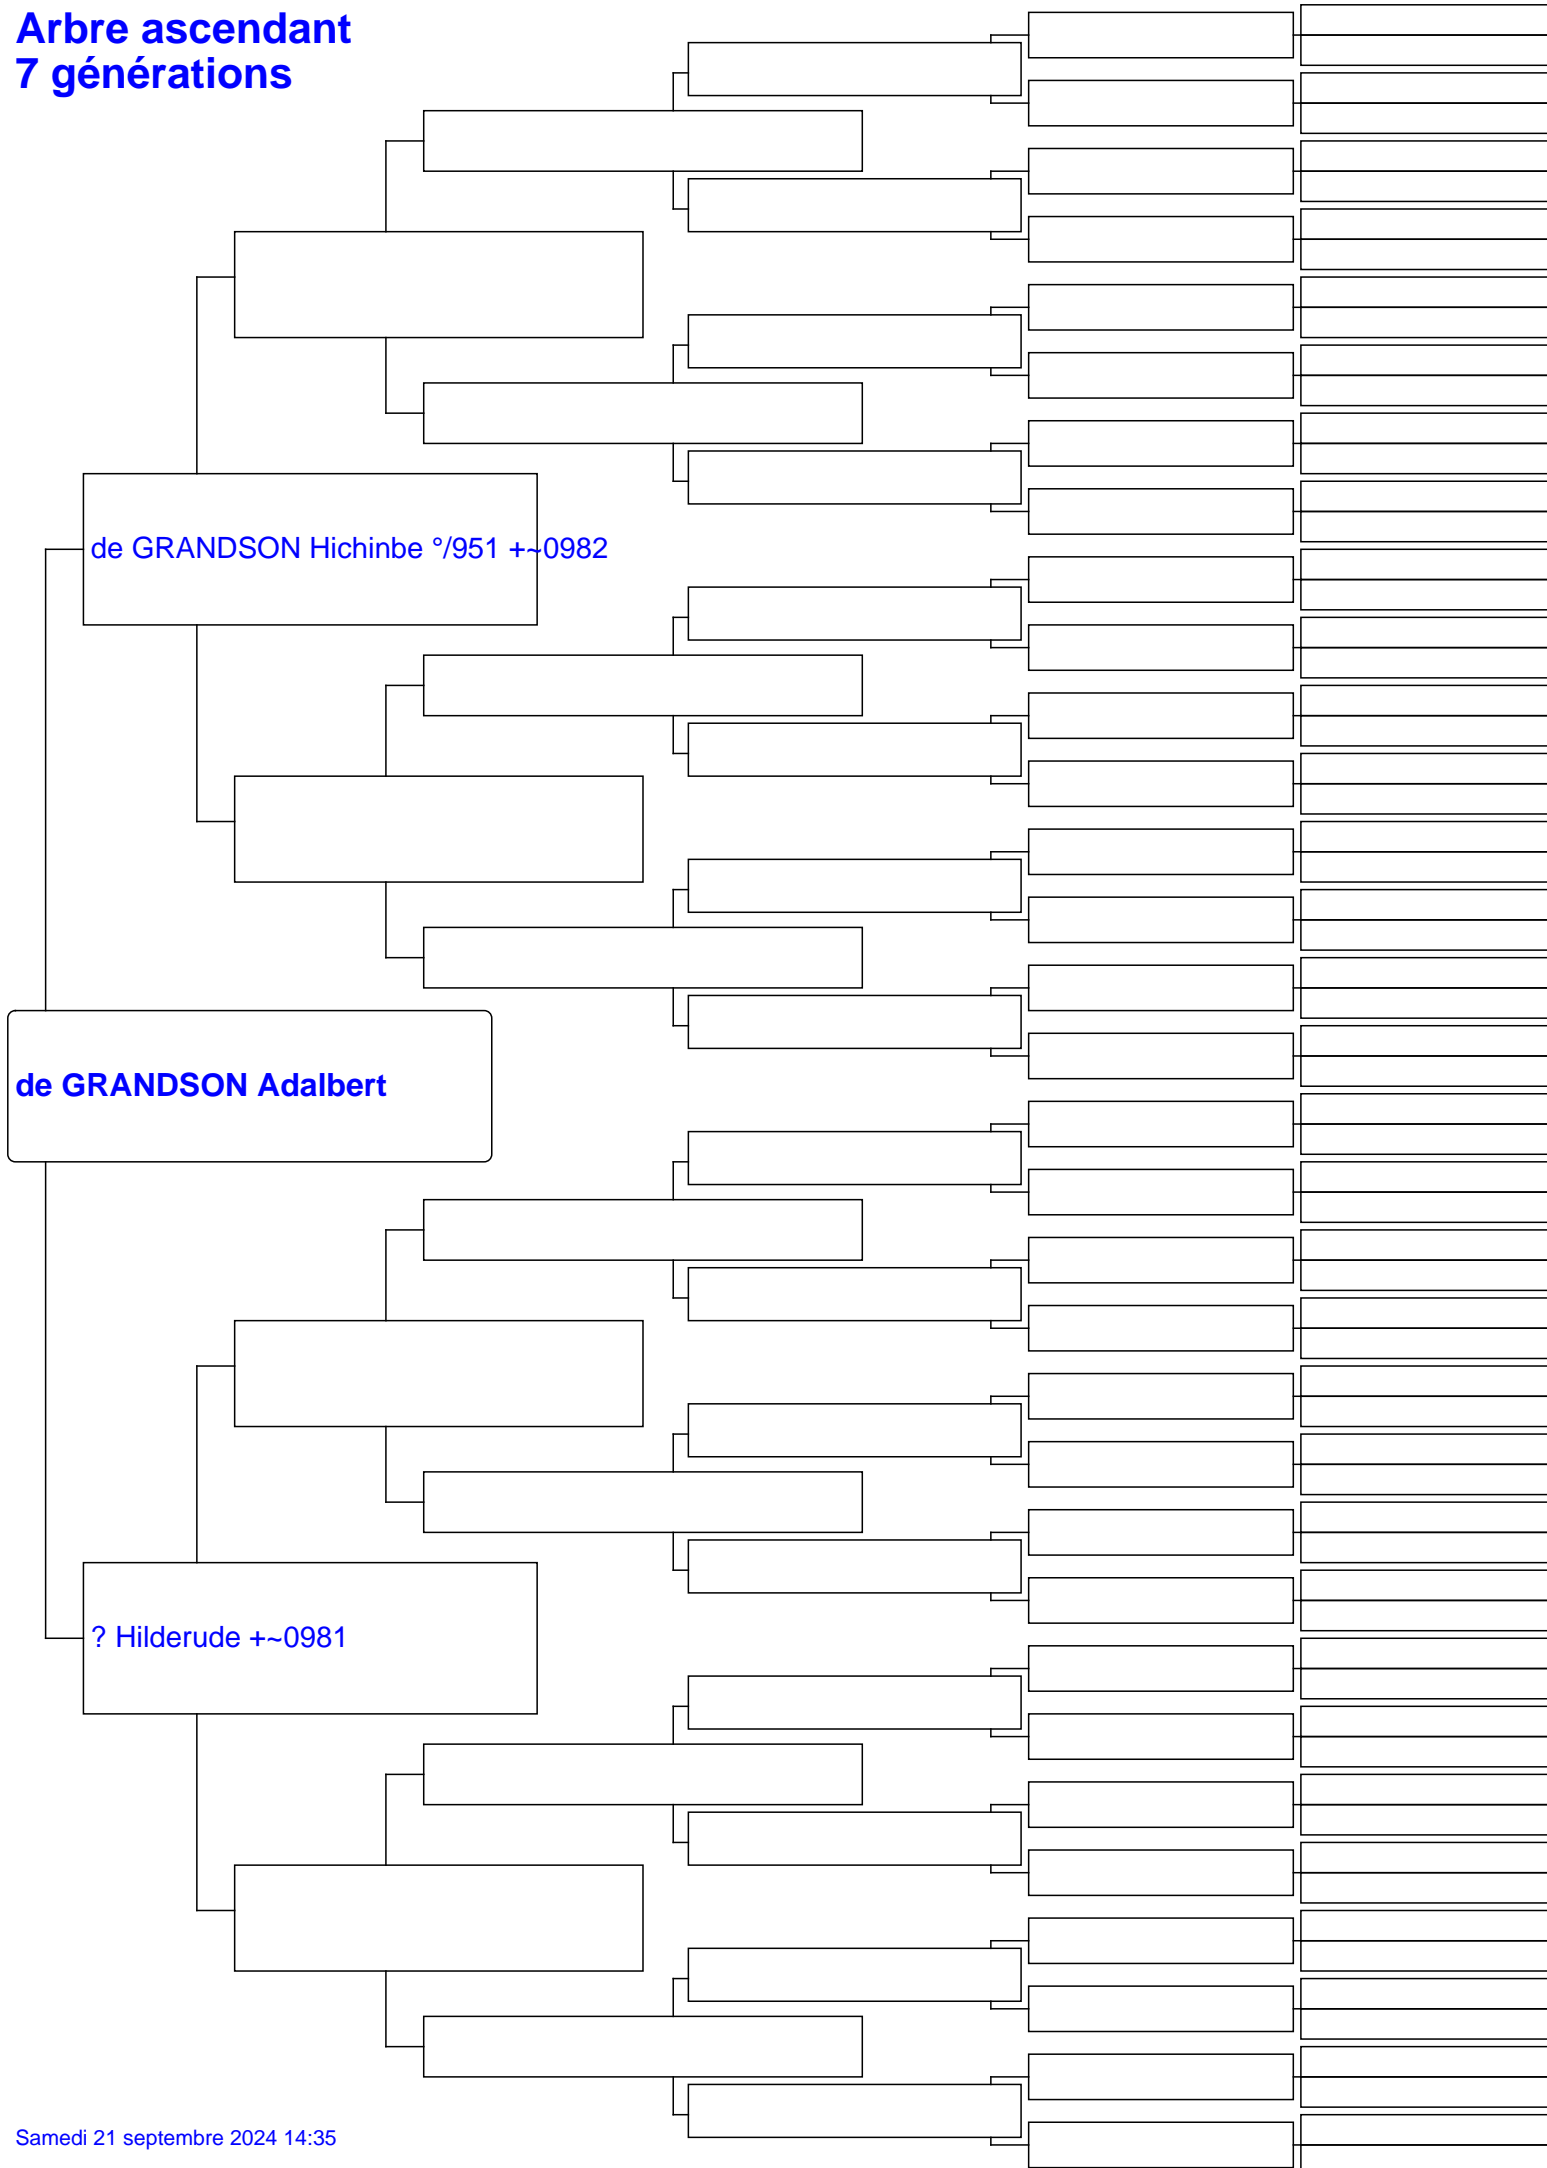 Arbre ascendant
7 générations
de GRANDSON Hichinbe °/951 +~0982
de GRANDSON Adalbert
? Hilderude +~0981
Samedi 21 septembre 2024 14:35